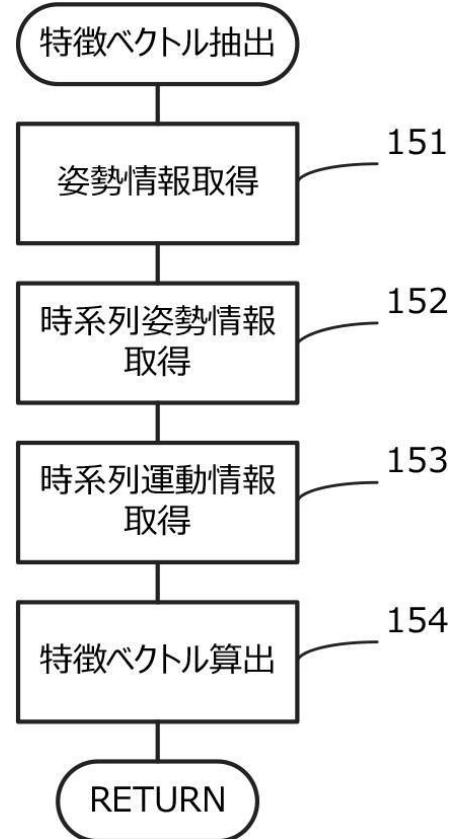 特徴ベクトル抽出
151
姿勢情報取得
152
時系列姿勢情報
取得
153
時系列運動情報
取得
154
特徴ベクトル算出
RETURN